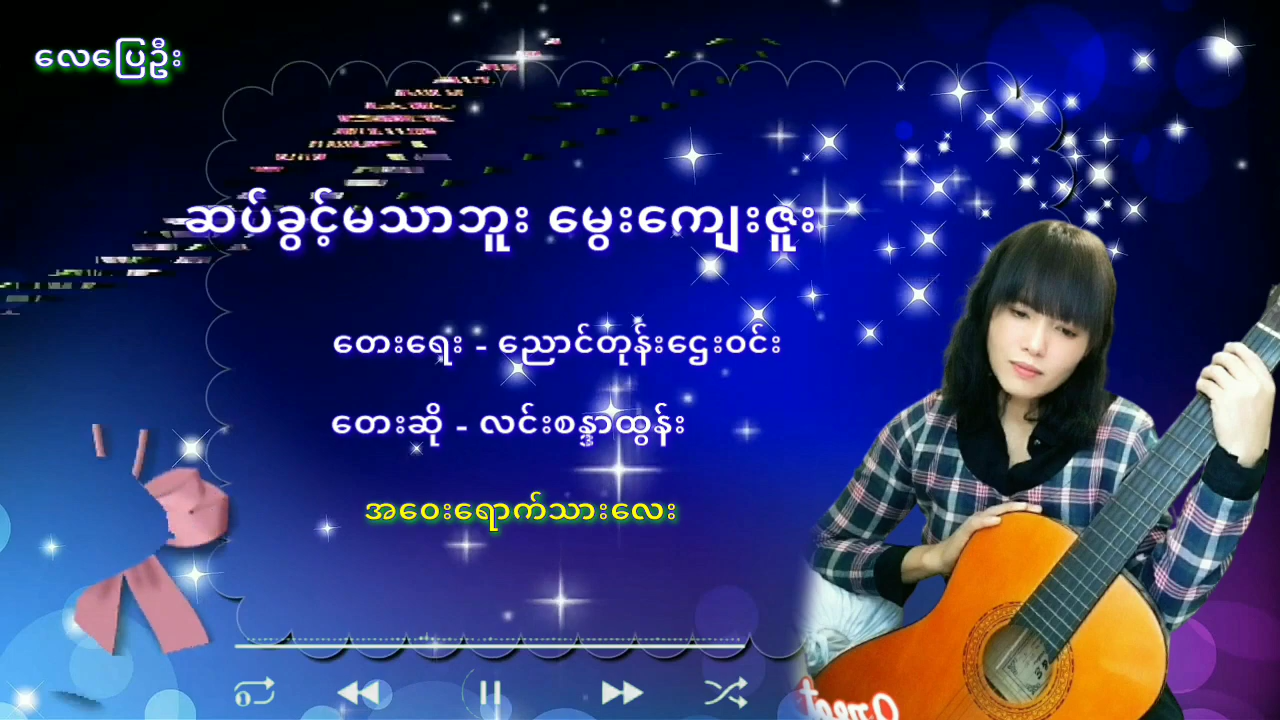 လေပြေဦး
ဆပ်ခွင့်မသာဘူး မွေးကျေးဇူး
တေးရေး - ညောင်တုန်းဌေးဝင်း
တေးဆို - လင်းစန္ဒာထွန်း
အဝေးရောက်သားလေး